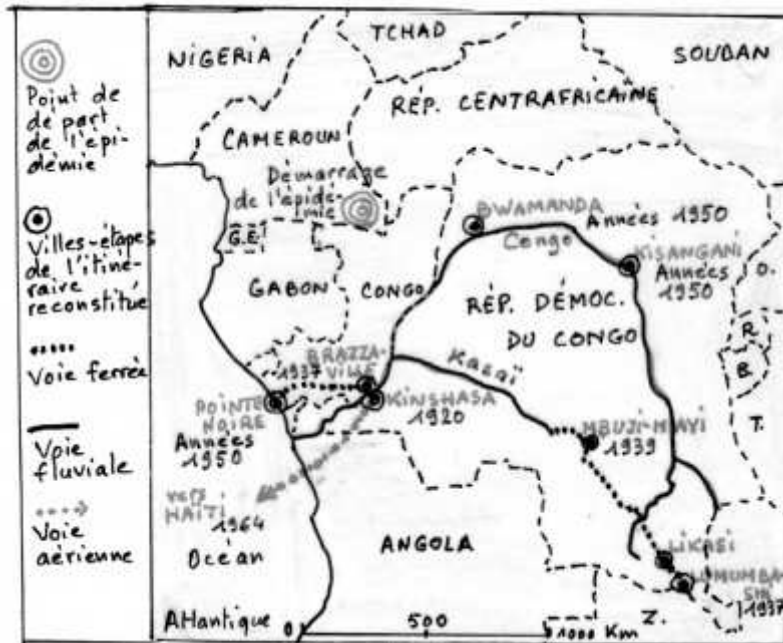 Point de
de part
de l'épi-
démie
Villes-étapes
de l'itiné-
raire
reconstitué
Voie ferrée
Voie
fluviale
Voie
aérienne
NIGERIA
TCHAD
SOUDAN
RÉP. CENTRAFRICAINE
CAMEROUN
Démarrage
de l'épidé-
mie
G.E.
GABON
CONGO
BWAMANDA
Années 1950
Congo
KISANGANI
Années
1950
RÉP. DÉMOC.
DU CONGO
O.
R.
B.
T.
BRAZZA-
VILLE
1937
KINSHASA
1920
Kasaï
POINTE
NOIRE
Années
1950
MBUJI-MAYI
1939
vers
HAÏTI
1964
Océan
Atlantique
ANGOLA
LIKASI
LUMUMBA-
SHI
1937
Z.
0 500 1000 Km